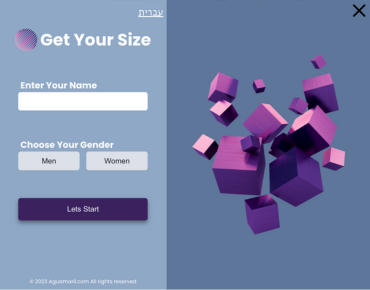 עברית
Get Your Size
Enter Your Name
Choose Your Gender
Men
Women
Lets Start
© 2023 Agusmaril.com All rights reserved